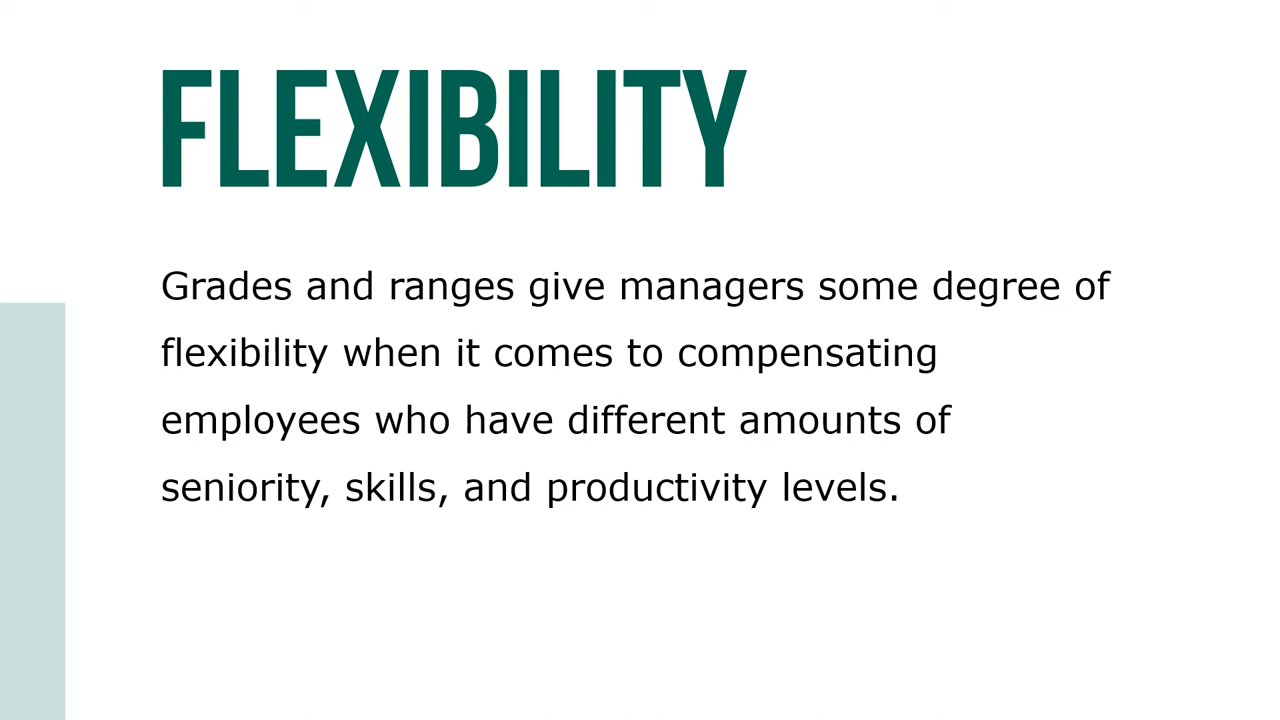 FLEXIBILITY
Grades and ranges give managers some degree of
flexibility when it comes to compensating
employees who have different amounts of
seniority, skills, and productivity levels.